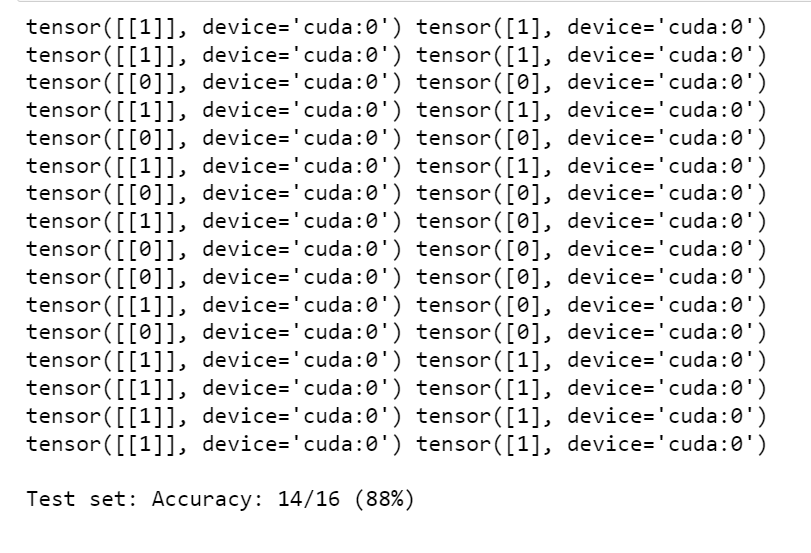 tensor([[1]], device='cuda:0') tensor([1], device='cuda:0')
tensor([[1]], device='cuda:0') tensor([1], device='cuda:0')
tensor([[0]], device='cuda:0') tensor([0], device='cuda:0')
tensor([[1]], device='cuda:0') tensor([1], device='cuda:0')
tensor([[0]], device='cuda:0') tensor([0], device='cuda:0')
tensor([[1]], device='cuda:0') tensor([1], device='cuda:0')
tensor([[0]], device='cuda:0') tensor([0], device='cuda:0')
tensor([[1]], device='cuda:0') tensor([0], device='cuda:0')
tensor([[0]], device='cuda:0') tensor([0], device='cuda:0')
tensor([[0]], device='cuda:0') tensor([0], device='cuda:0')
tensor([[1]], device='cuda:0') tensor([0], device='cuda:0')
tensor([[0]], device='cuda:0') tensor([0], device='cuda:0')
tensor([[1]], device='cuda:0') tensor([1], device='cuda:0')
tensor([[1]], device='cuda:0') tensor([1], device='cuda:0')
tensor([[1]], device='cuda:0') tensor([1], device='cuda:0')
tensor([[1]], device='cuda:0') tensor([1], device='cuda:0')
Test set: Accuracy: 14/16 (88%)